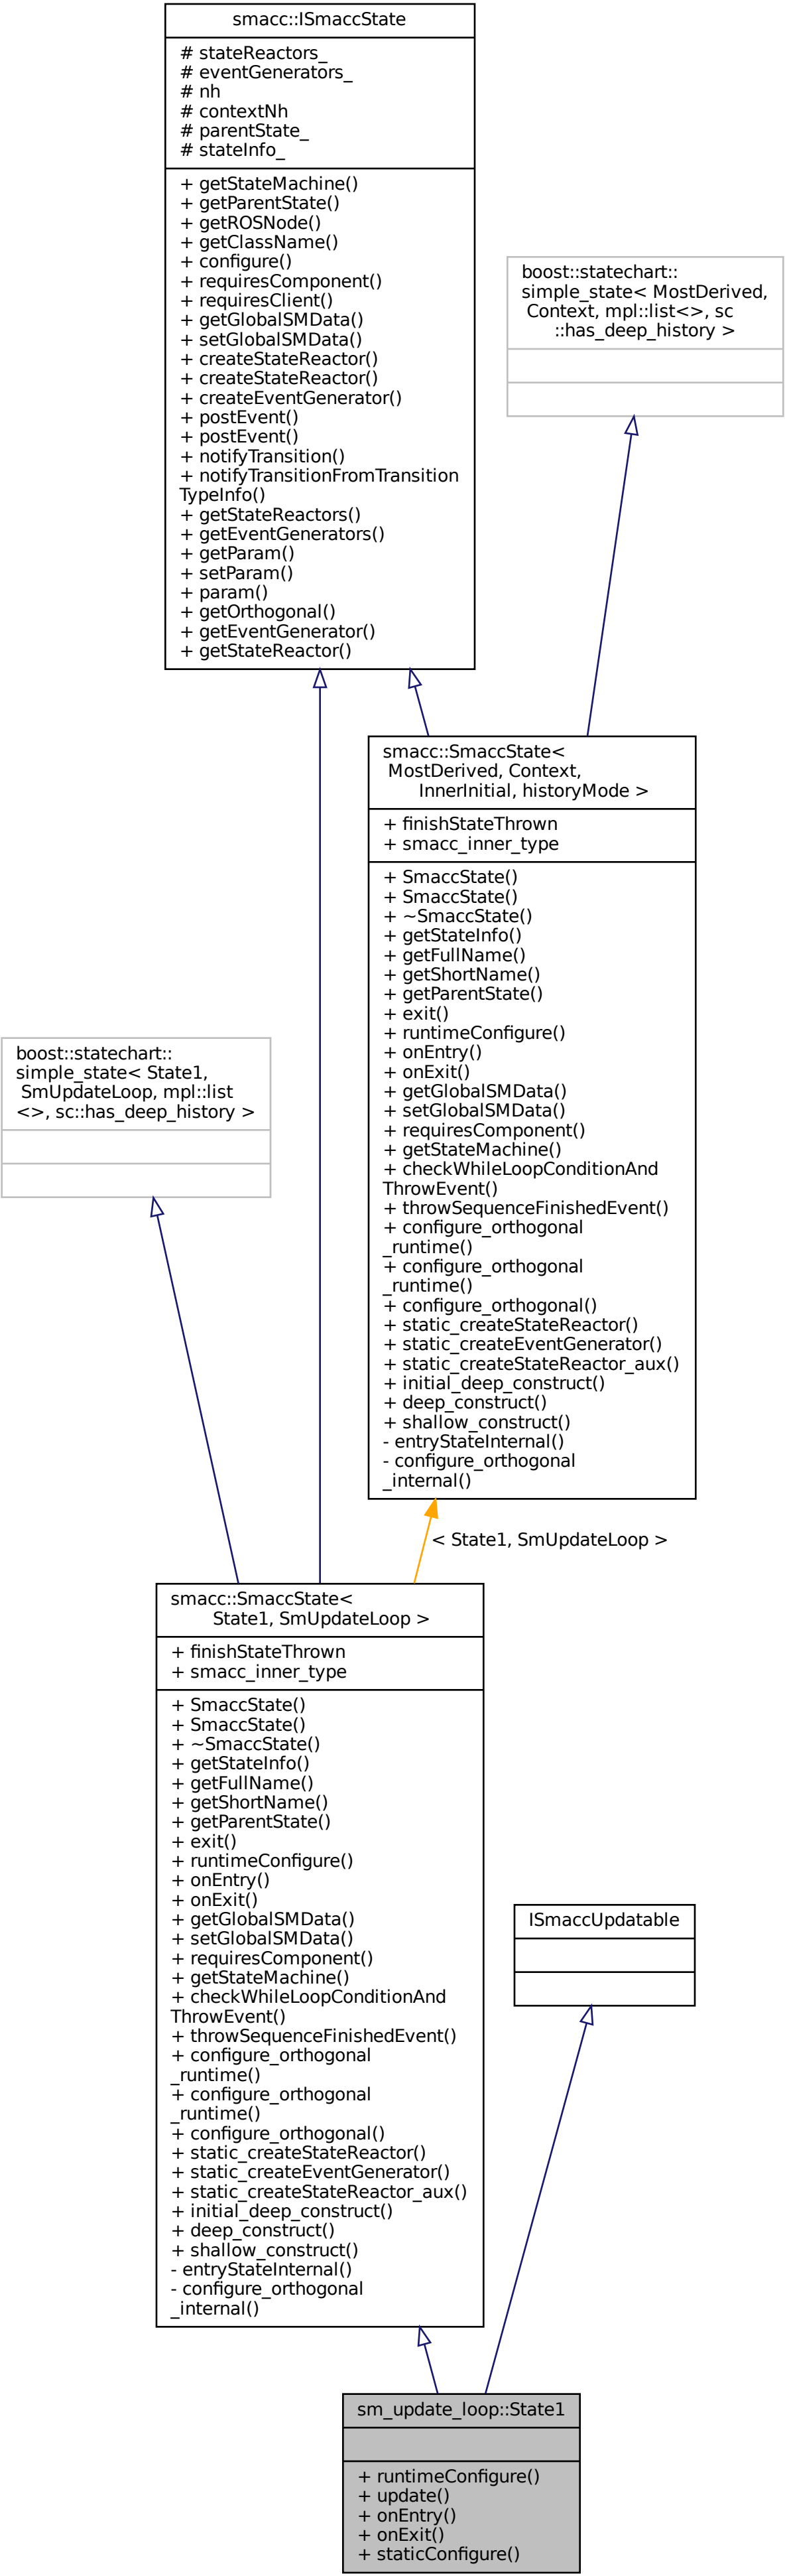 smacc::ISmaccState
# stateReactors_
# eventGenerators_
# nh
# contextNh
# parentState_
# stateInfo_
+ getStateMachine()
+ getParentState()
+ getROSNode()
+ getClassName()
+ configure()
+ requiresComponent()
+ requiresClient()
+ getGlobalSMData()
+ setGlobalSMData()
+ createStateReactor()
+ createStateReactor()
+ createEventGenerator()
+ postEvent()
+ postEvent()
+ notifyTransition()
+ notifyTransitionFromTransition
TypeInfo()
+ getStateReactors()
+ getEventGenerators()
+ getParam()
+ setParam()
+ param()
+ getOrthogonal()
+ getEventGenerator()
+ getStateReactor()
boost::statechart::
simple_state< MostDerived,
Context, mpl::list<>, sc
::has_deep_history >
smacc::SmaccState<
MostDerived, Context,
InnerInitial, historyMode >
+ finishStateThrown
+ smacc_inner_type
+ SmaccState()
+ SmaccState()
+ ~SmaccState()
+ getStateInfo()
+ getFullName()
+ getShortName()
+ getParentState()
+ exit()
+ runtimeConfigure()
+ onEntry()
+ onExit()
+ getGlobalSMData()
+ setGlobalSMData()
+ requiresComponent()
+ getStateMachine()
+ checkWhileLoopConditionAnd
ThrowEvent()
+ throwSequenceFinishedEvent()
+ configure_orthogonal
_runtime()
+ configure_orthogonal
_runtime()
+ configure_orthogonal()
+ static_createStateReactor()
+ static_createEventGenerator()
+ static_createStateReactor_aux()
+ initial_deep_construct()
+ deep_construct()
+ shallow_construct()
- entryStateInternal()
- configure_orthogonal
_internal()
boost::statechart::
simple_state< State1,
SmUpdateLoop, mpl::list
<>, sc::has_deep_history >
< State1, SmUpdateLoop >
smacc::SmaccState<
State1, SmUpdateLoop >
+ finishStateThrown
+ smacc_inner_type
+ SmaccState()
+ SmaccState()
+ ~SmaccState()
+ getStateInfo()
+ getFullName()
+ getShortName()
+ getParentState()
+ exit()
+ runtimeConfigure()
+ onEntry()
+ onExit()
+ getGlobalSMData()
+ setGlobalSMData()
+ requiresComponent()
+ getStateMachine()
+ checkWhileLoopConditionAnd
ThrowEvent()
+ throwSequenceFinishedEvent()
+ configure_orthogonal
_runtime()
+ configure_orthogonal
_runtime()
+ configure_orthogonal()
+ static_createStateReactor()
+ static_createEventGenerator()
+ static_createStateReactor_aux()
+ initial_deep_construct()
+ deep_construct()
+ shallow_construct()
- entryStateInternal()
- configure_orthogonal
_internal()
ISmaccUpdatable
sm_update_loop::State1
+ runtimeConfigure()
+ update()
+ onEntry()
+ onExit()
+ staticConfigure()